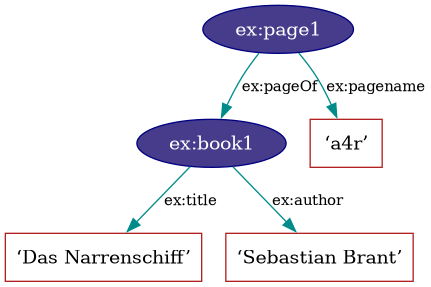 ex:page1
ex:pageOf
ex:pagename
ex:book1
‘a4r’
ex:title
ex:author
‘Das Narrenschiff’
‘Sebastian Brant’